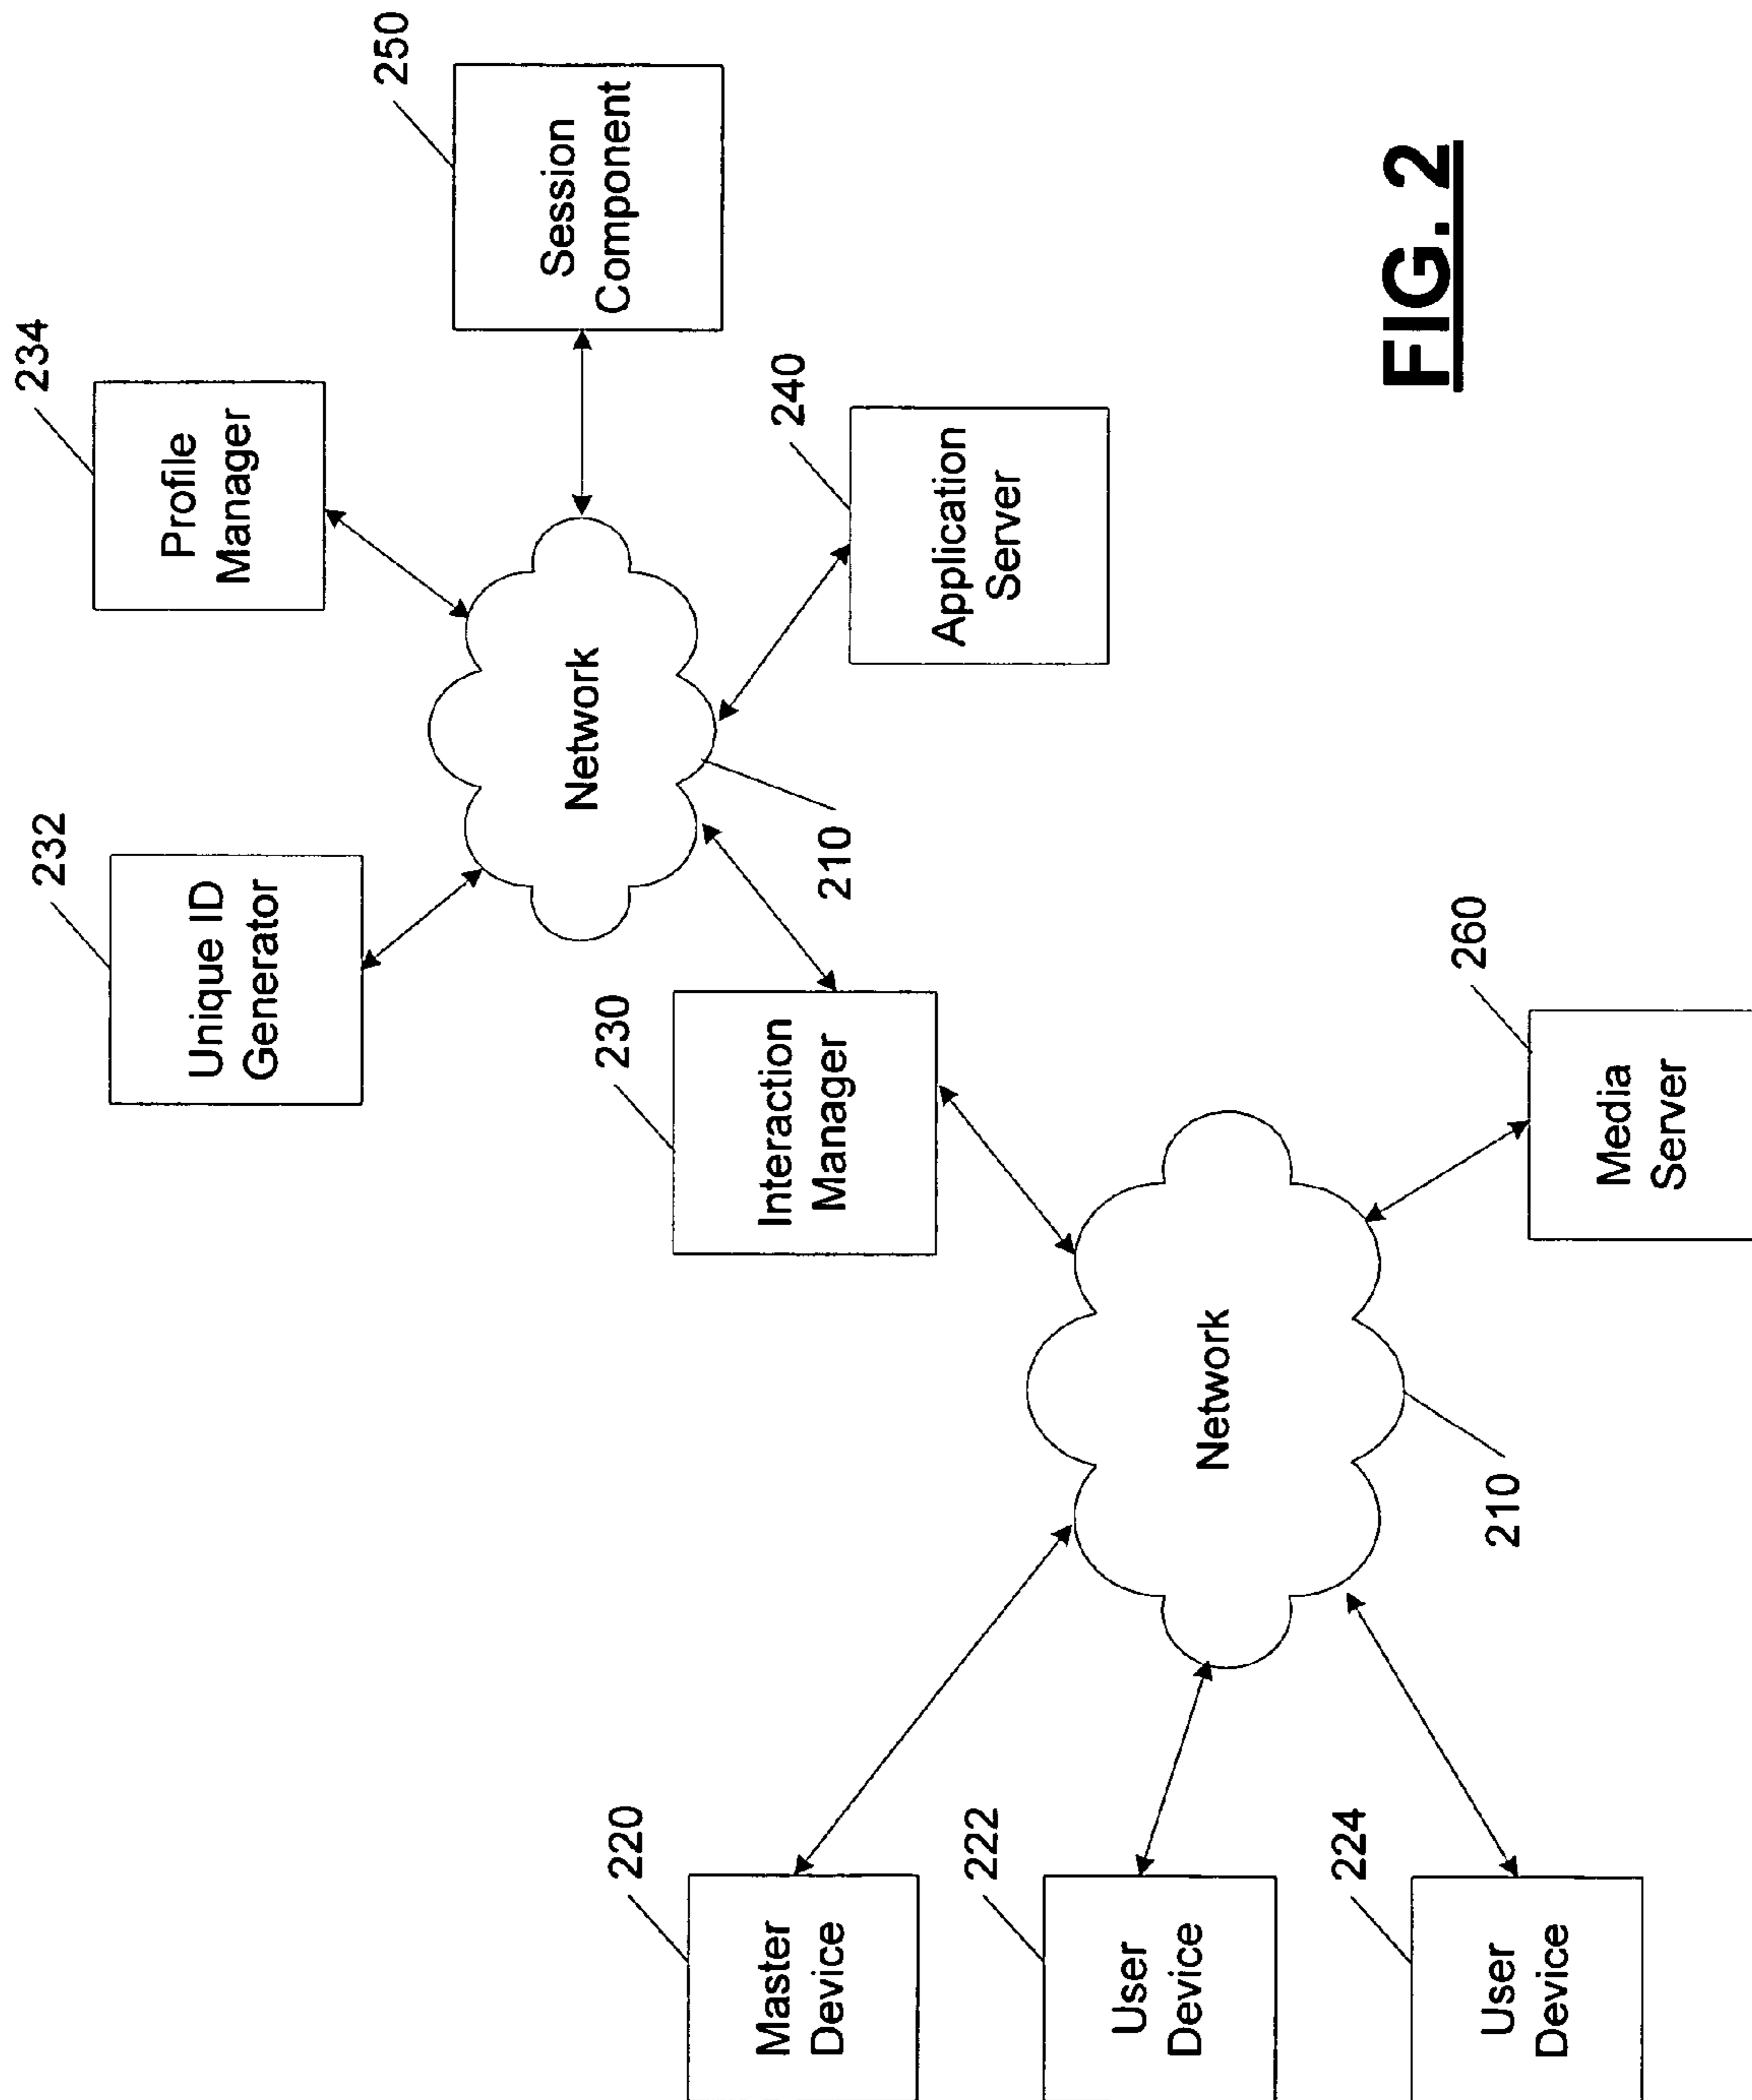 232
Unique ID
Generator
234
Profile
Manager
250
Session
Component
Network
210
240
Application
Server
230
Interaction
Manager
220
Master
Device
222
User
Device
224
User
Device
Network
210
260
Media
Server
FIG. 2